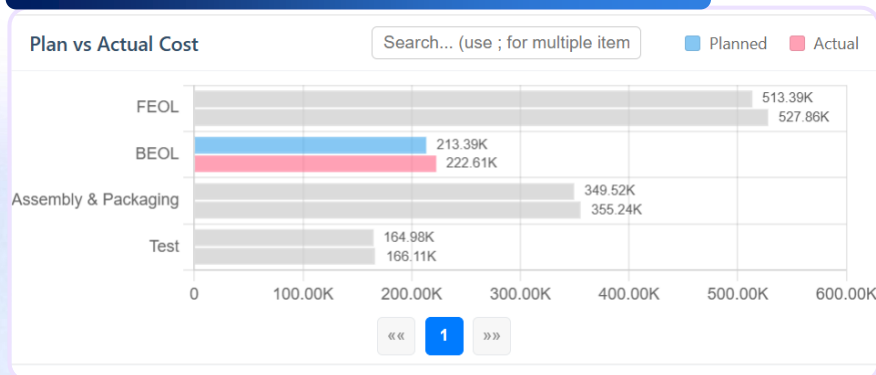 Plan vs Actual Cost
Search... (use ; for multiple item
Planned
Actual
FEOL
513.39K
527.86K
BEOL
213.39K
222.61K
Assembly & Packaging
349.52K
355.24K
Test
164.98K
166.11K
0 100.00K 200.00K 300.00K 400.00K 500.00K 600.00K
«« 1 »»